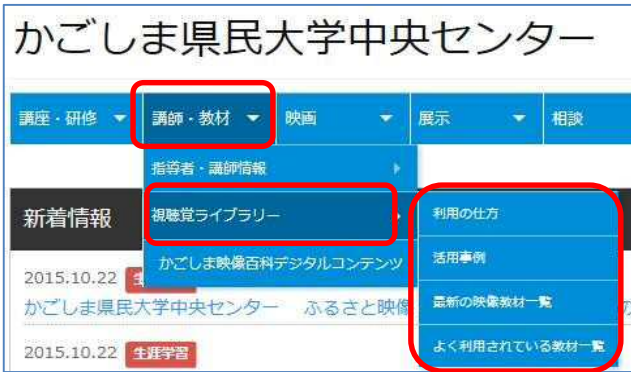 かごしま県民大学中央センター
講座・研修 講師・教材 映画 展示 相談
指導者・講師情報
新着情報 視聴覚ライブラリー 利用の仕方
かごしま映像百科デジタルコンテンツ 活用事例
2015.10.22
かごしま県民大学中央センター ふるさと映像 最新の映像教材一覧 の
2015.10.22 生涯学習 よく利用されている教材一覧